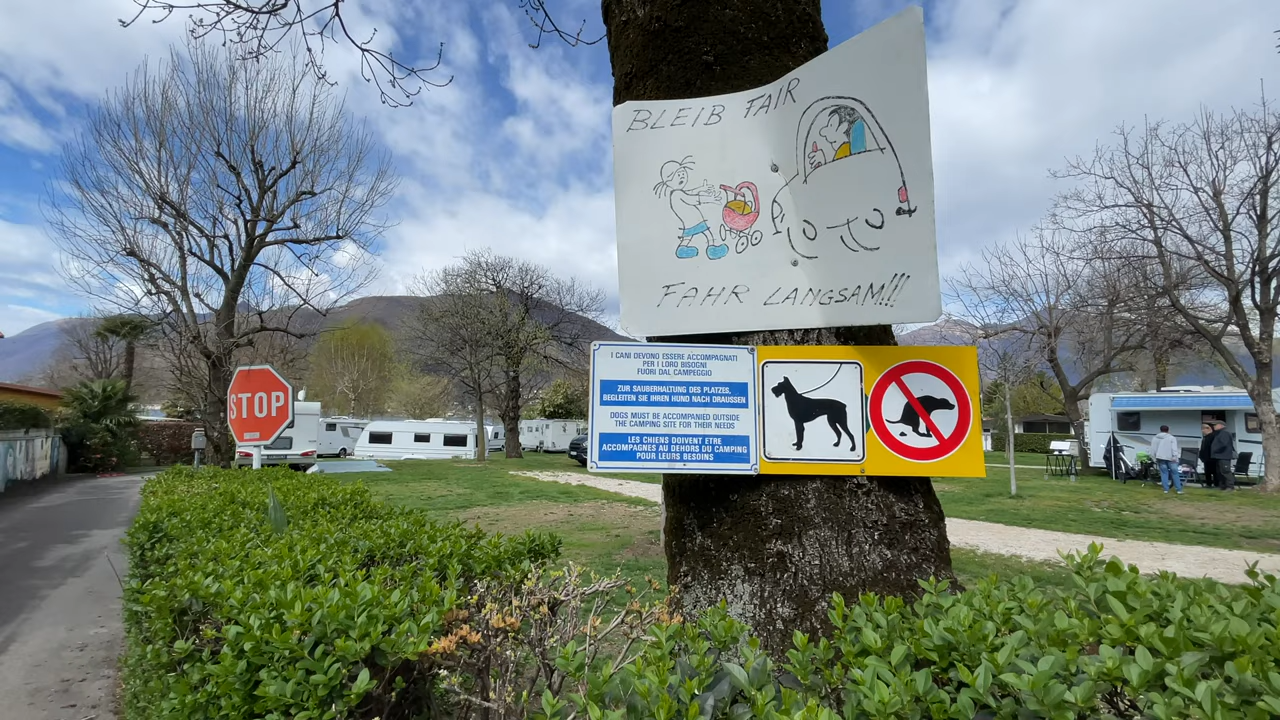 BLEIB FAIR
FAHR LANGSAM!!!
STOP
I CANI DEVONO ESSERE ACCOMPAGNATI
PER I LORO BISOGNI
FUORI DAL CAMPEGGIO
ZUR SAUBERHALTUNG DES PLATZES,
BEGLEITEN SIE IHREN HUND NACH DRAUSSEN
DOGS MUST BE ACCOMPANIED OUTSIDE
THE CAMPING SITE FOR THEIR NEEDS
LES CHIENS DOIVENT ETRE
ACCOMPAGNES AU DEHORS DU CAMPING
POUR LEURS BESOINS